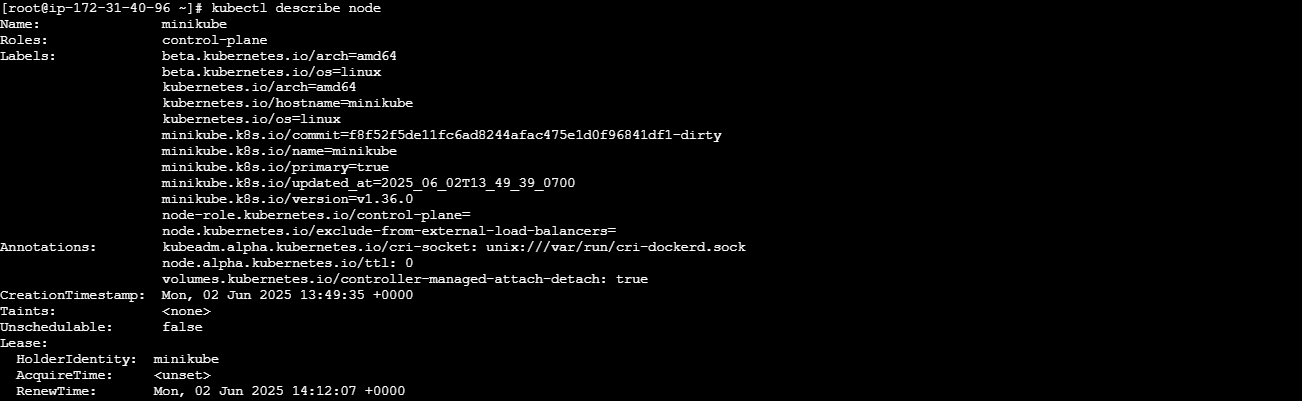 [root@ip-172-31-40-96 ~]# kubectl describe node
Name:               minikube
Roles:              control-plane
Labels:             beta.kubernetes.io/arch=amd64
                    beta.kubernetes.io/os=linux
                    kubernetes.io/arch=amd64
                    kubernetes.io/hostname=minikube
                    kubernetes.io/os=linux
                    minikube.k8s.io/commit=f8f52f5de11fc6ad8244afac475e1d0f96841df1-dirty
                    minikube.k8s.io/name=minikube
                    minikube.k8s.io/primary=true
                    minikube.k8s.io/updated_at=2025_06_02T13_49_39_0700
                    minikube.k8s.io/version=v1.36.0
                    node-role.kubernetes.io/control-plane=
                    node.kubernetes.io/exclude-from-external-load-balancers=
Annotations:        kubeadm.alpha.kubernetes.io/cri-socket: unix:///var/run/cri-dockerd.sock
                    node.alpha.kubernetes.io/ttl: 0
                    volumes.kubernetes.io/controller-managed-attach-detach: true
CreationTimestamp:  Mon, 02 Jun 2025 13:49:35 +0000
Taints:             <none>
Unschedulable:      false
Lease:
  HolderIdentity:  minikube
  AcquireTime:     <unset>
  RenewTime:       Mon, 02 Jun 2025 14:12:07 +0000